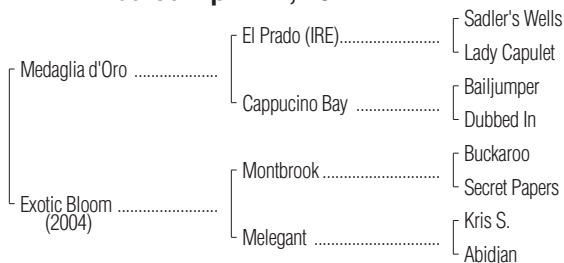 Sadler's Wells
El Prado (IRE)
Lady Capulet
Medaglia d'Oro
Bailjumper
Cappucino Bay
Dubbed In
Buckaroo
Montbrook
Secret Papers
Exotic Bloom
(2004)
Kris S.
Melegant
Abidjan